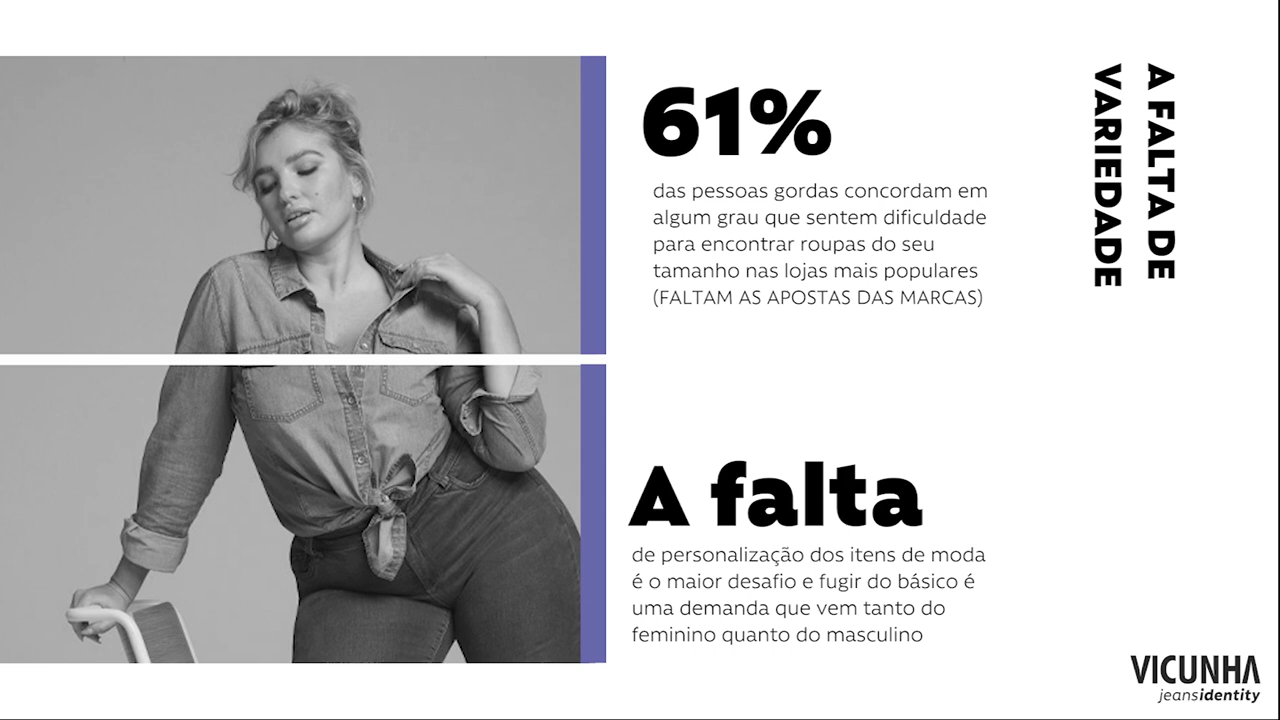 61%
das pessoas gordas concordam em
algum grau que sentem dificuldade
para encontrar roupas do seu
tamanho nas lojas mais populares
(FALTAM AS APOSTAS DAS MARCAS)
A falta
de personalização dos itens de moda
é o maior desafio e fugir do básico é
uma demanda que vem tanto do
feminino quanto do masculino
A FALTA DE
VARIEDADE
VICUNHA
jeansidentity